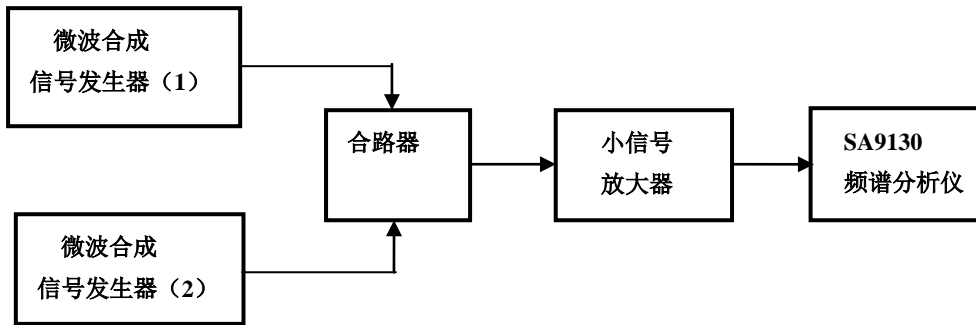 微波合成
信号发生器（1）
合路器
小信号
放大器
SA9130
频谱分析仪
微波合成
信号发生器（2）